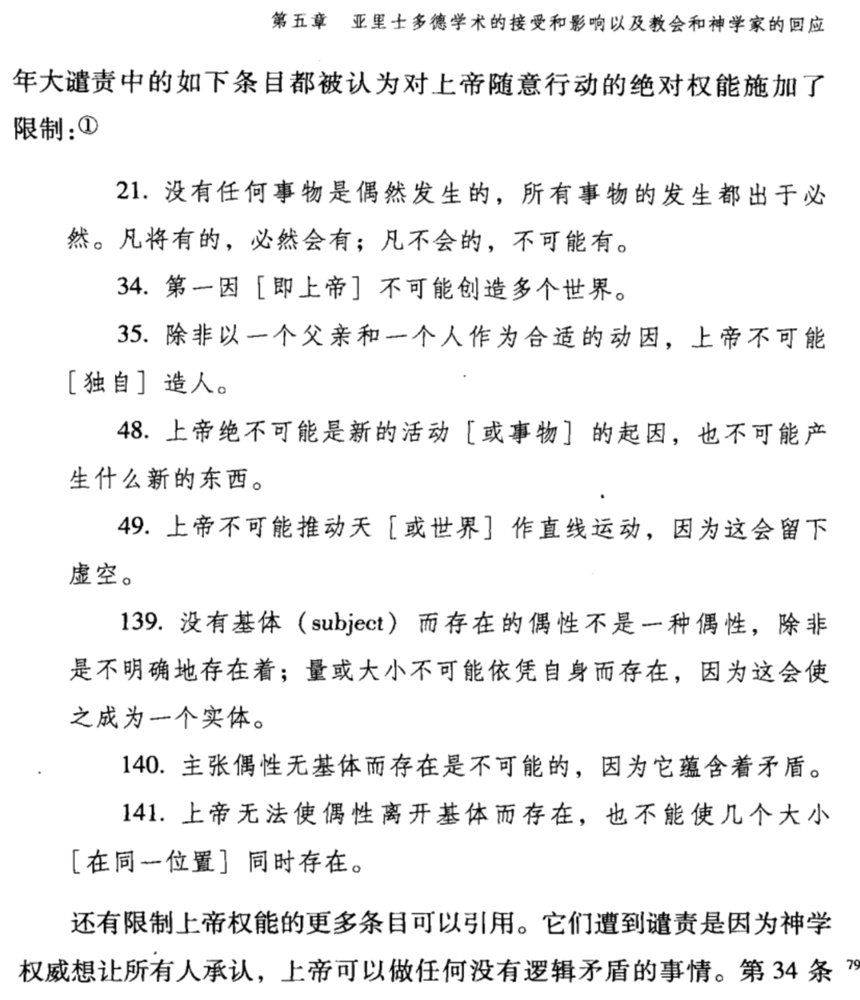 第五章 亚里士多德学术的接受和影响以及教会和神学家的回应
年大谴责中的如下条目都被认为对上帝随意行动的绝对权能施加了
限制:①
21. 没有任何事物是偶然发生的，所有事物的发生都出于必
然。凡将有的，必然会有；凡不会的，不可能有。
34. 第一因［即上帝］不可能创造多个世界。
35. 除非以一个父亲和一个人作为合适的动因，上帝不可能
［独自］造人。
48. 上帝绝不可能是新的活动［或事物］的起因，也不可能产
生什么新的东西。
49. 上帝不可能推动天［或世界］作直线运动，因为这会留下
虚空。
139. 没有基体（subject）而存在的偶性不是一种偶性，除非
是不明确地存在着；量或大小不可能依凭自身而存在，因为这会使
之成为一个实体。
140. 主张偶性无基体而存在是不可能的，因为它蕴含着矛盾。
141. 上帝无法使偶性离开基体而存在，也不能使几个大小
［在同一位置］同时存在。
还有限制上帝权能的更多条目可以引用。它们遭到谴责是因为神学
权威想让所有人承认，上帝可以做任何没有逻辑矛盾的事情。第 34 条 79